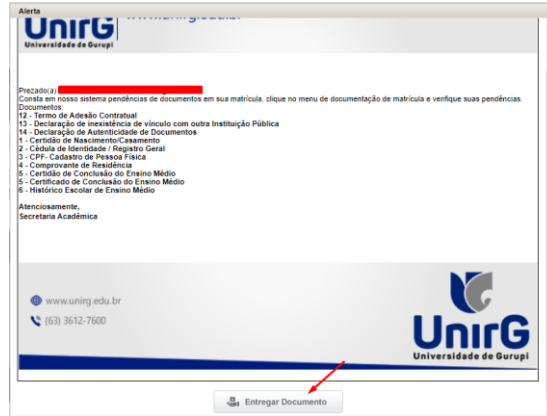 Alerta
UnirG
Universidade de Gurupi
Prezado(a)
Consta em nosso sistema pendências de documentos em sua matrícula, clique no menu de documentação de matrícula e verifique suas pendências.
Documentos:
12 - Termo de Adesão Contratual
13 - Declaração de inexistência de vínculo com outra Instituição Pública
14 - Declaração de Autenticidade de Documentos
1 - Certidão de Nascimento/Casamento
2 - Cédula de Identidade / Registro Geral
3 - CPF- Cadastro de Pessoa Física
4 - Comprovante de Residência
5 - Certidão de Conclusão do Ensino Médio
5 - Certificado de Conclusão do Ensino Médio
6 - Histórico Escolar de Ensino Médio
Atenciosamente,
Secretaria Acadêmica
www.unirg.edu.br
(63) 3612-7600
UnirG
Universidade de Gurupi
Entregar Documento